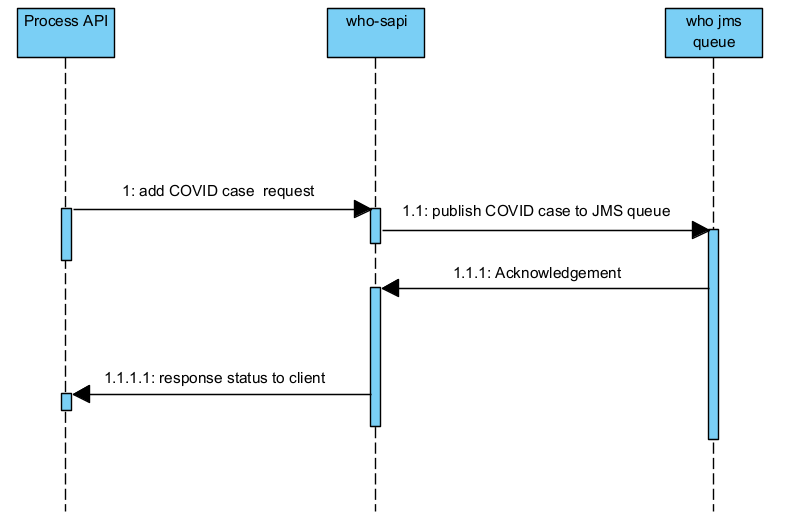 Process API
who-sapi
who jms
queue
1: add COVID case  request
1.1: publish COVID case to JMS queue
1.1.1: Acknowledgement
1.1.1.1: response status to client